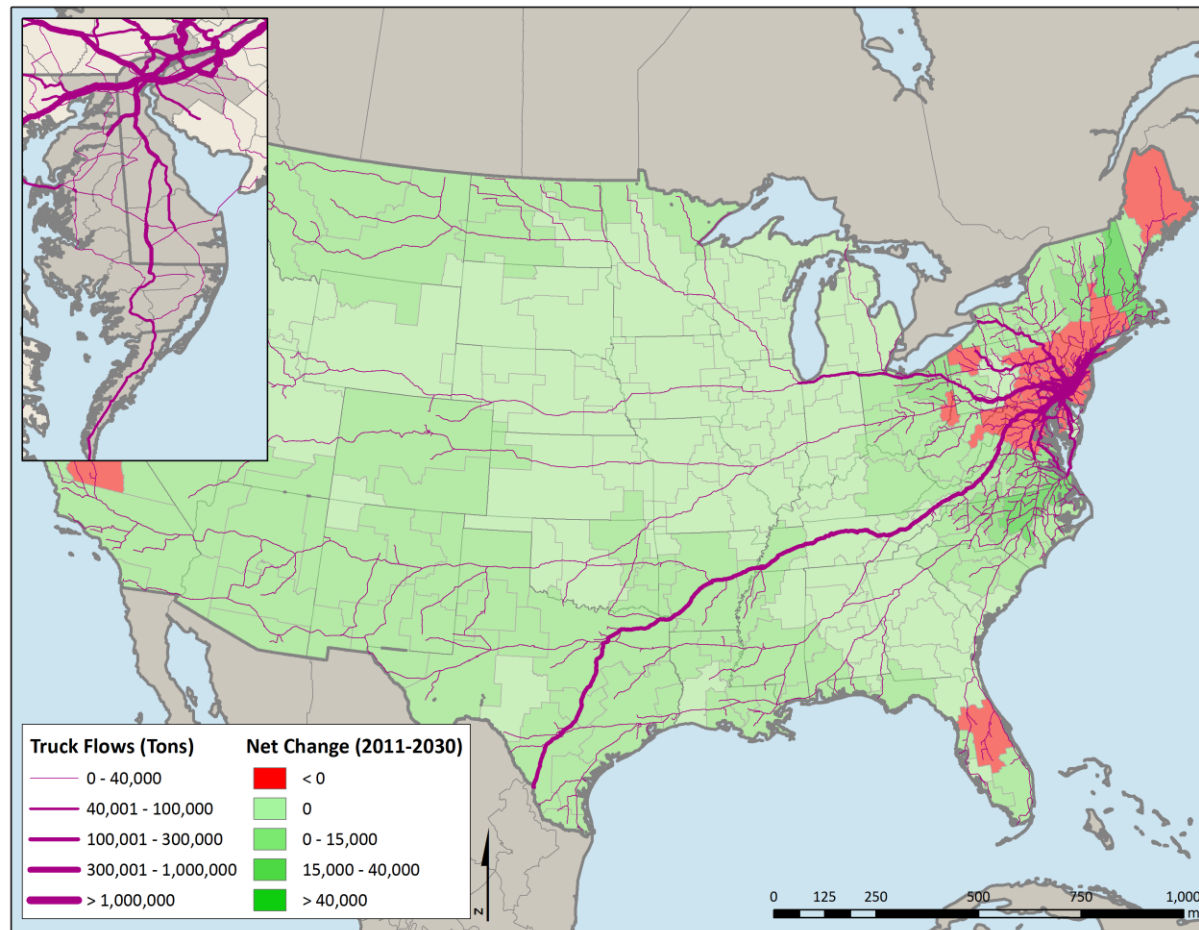 Truck Flows (Tons)
0 - 40,000
40,001 - 100,000
100,001 - 300,000
300,001 - 1,000,000
> 1,000,000
Net Change (2011-2030)
< 0
0
0 - 15,000
15,000 - 40,000
> 40,000
N
0 125 250 500 750 1,000
m